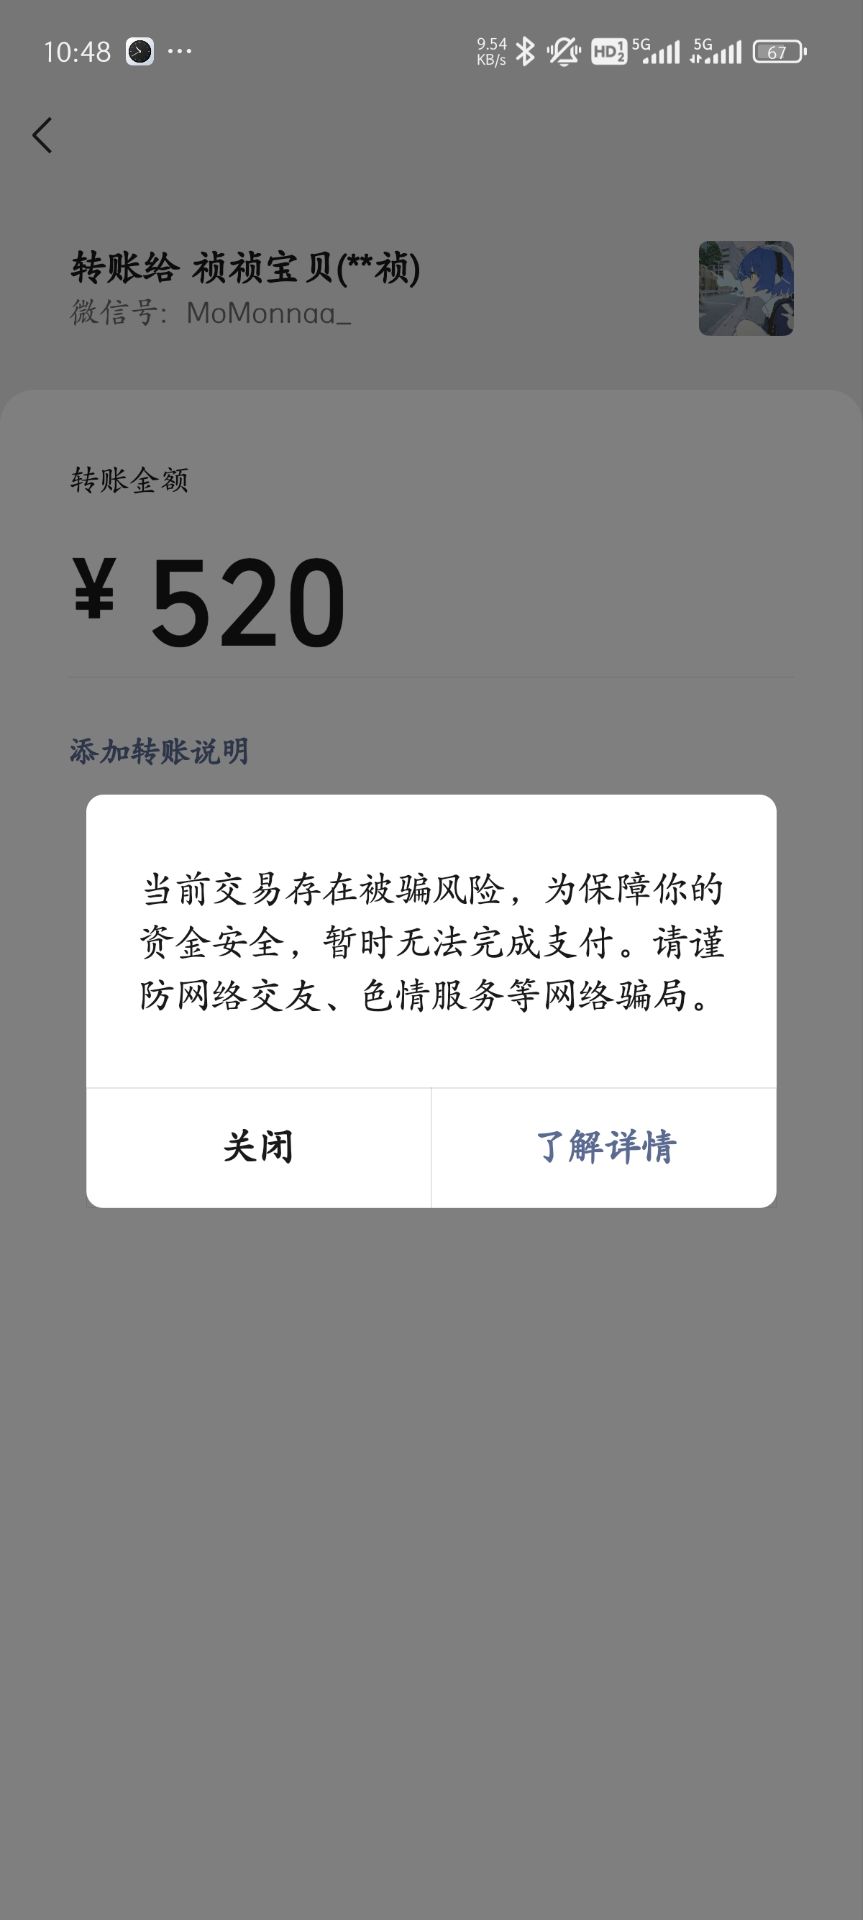 10:48 ··· 9.54 KB/s HD 1 2 5G 5G 67
转账给 祯祯宝贝(**祯)
微信号: MoMonnaa_
转账金额
¥ 520
添加转账说明
当前交易存在被骗风险，为保障你的
资金安全，暂时无法完成支付。请谨
防网络交友、色情服务等网络骗局。
关闭 了解详情